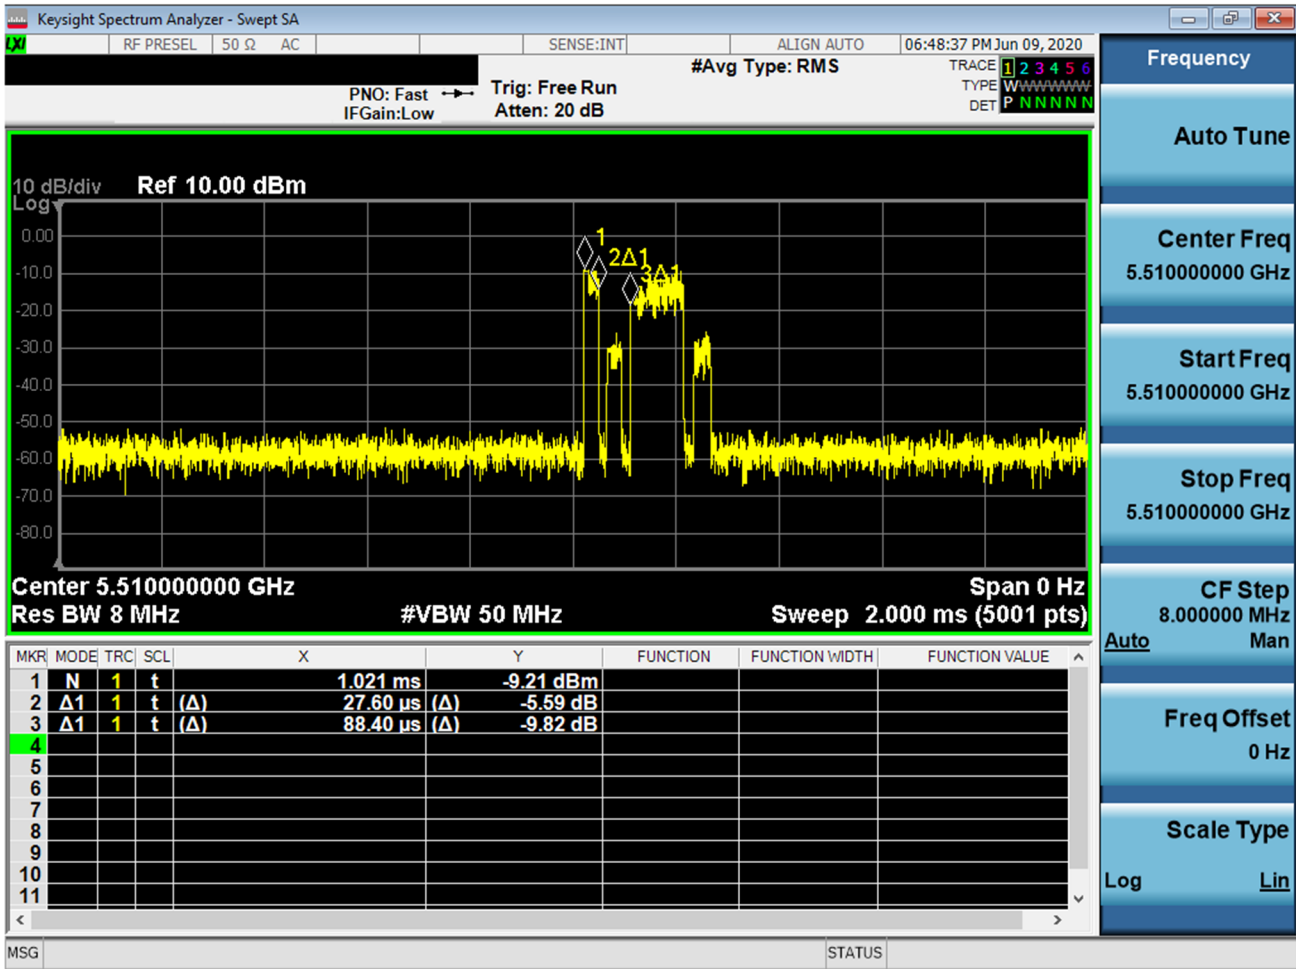 Keysight Spectrum Analyzer - Swept SA
LXI RF PRESEL 50 Ω AC SENSE:INT ALIGN AUTO 06:48:37 PM Jun 09, 2020
#Avg Type: RMS
TRACE 1 2 3 4 5 6
TYPE WWWWWWW
DET P N N N N N
PNO: Fast
IFGain:Low
Trig: Free Run
Atten: 20 dB
10 dB/div
Log
Ref 10.00 dBm
0.00
-10.0
-20.0
-30.0
-40.0
-50.0
-60.0
-70.0
-80.0
1
2Δ1
3Δ1
Center 5.510000000 GHz
Span 0 Hz
Res BW 8 MHz
#VBW 50 MHz
Sweep 2.000 ms (5001 pts)
MKR MODE TRC SCL X Y FUNCTION FUNCTION WIDTH FUNCTION VALUE
1 N 1 t 1.021 ms -9.21 dBm
2 Δ1 1 t (Δ) 27.60 µs (Δ) -5.59 dB
3 Δ1 1 t (Δ) 88.40 µs (Δ) -9.82 dB
4
5
6
7
8
9
10
11
MSG
STATUS
Frequency
Auto Tune
Center Freq
5.510000000 GHz
Start Freq
5.510000000 GHz
Stop Freq
5.510000000 GHz
CF Step
8.000000 MHz
Auto Man
Freq Offset
0 Hz
Scale Type
Log Lin